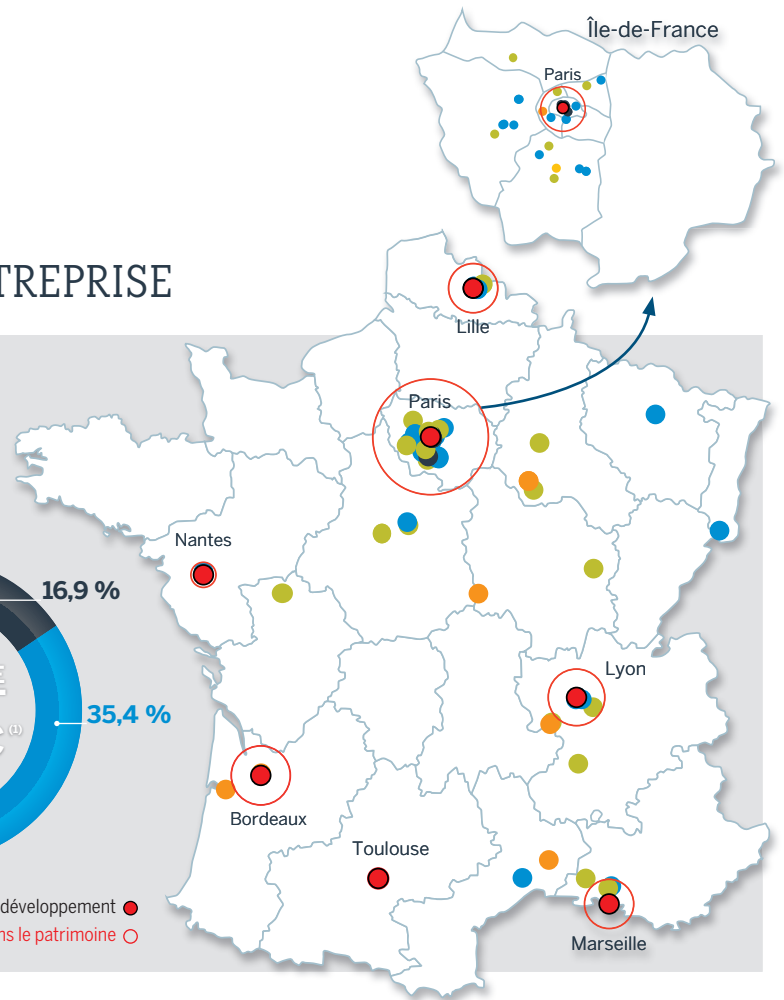 Île-de-France
Paris
TREPRISE
Lille
Paris
Nantes
16,9 %
E
Lyon
35,4 %
(1)
Bordeaux
Toulouse
développement
ns le patrimoine
Marseille